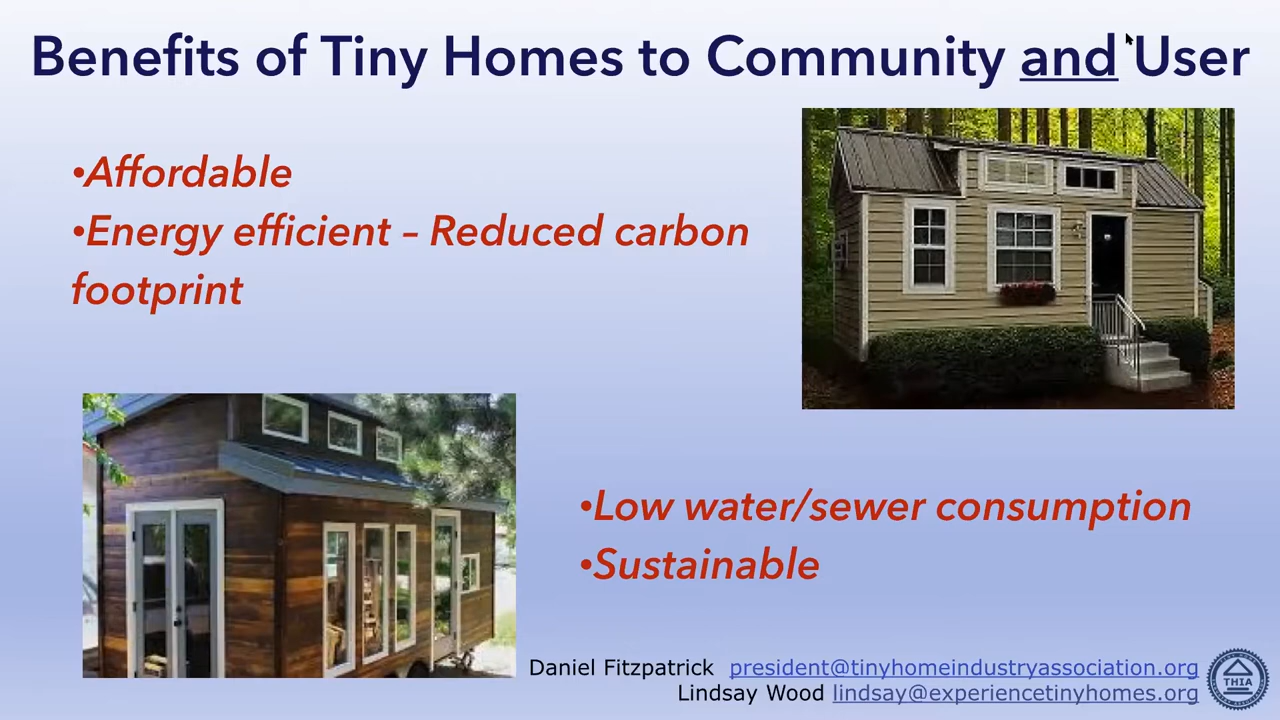 Benefits of Tiny Homes to Community and User
•Affordable
•Energy efficient – Reduced carbon
footprint
•Low water/sewer consumption
•Sustainable
Daniel Fitzpatrick president@tinyhomeindustryassociation.org
Lindsay Wood lindsay@experiencetinyhomes.org
THIA